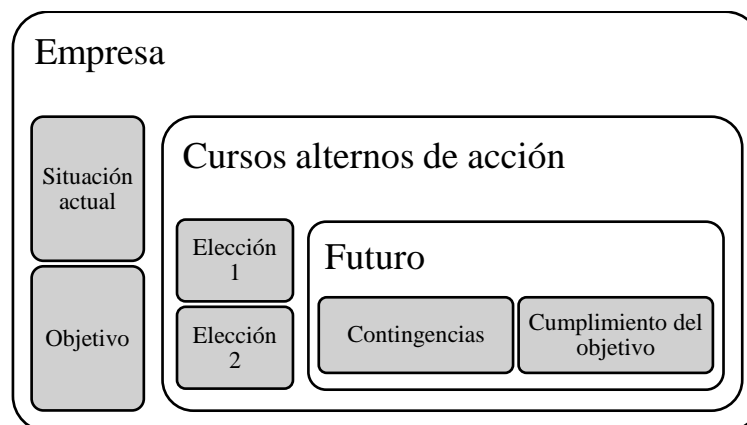 Empresa
Situación
actual
Objetivo
Cursos alternos de acción
Elección
1
Elección
2
Futuro
Contingencias
Cumplimiento del
objetivo